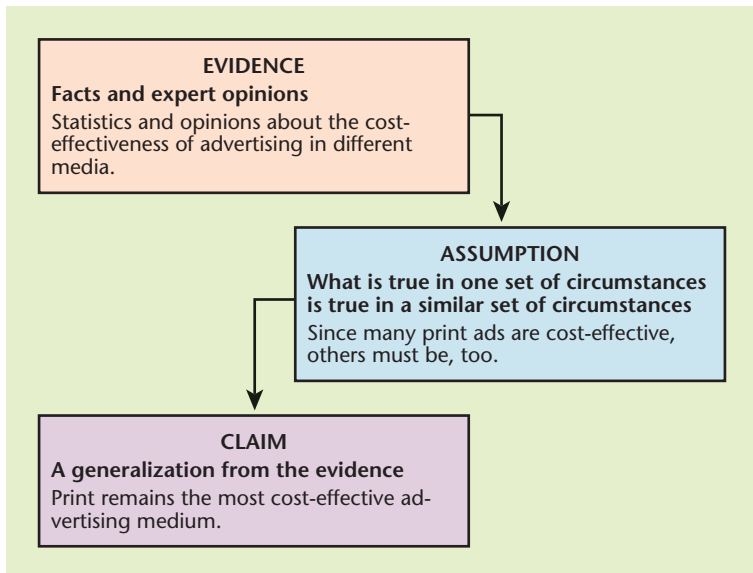 EVIDENCE
Facts and expert opinions
Statistics and opinions about the cost-
effectiveness of advertising in different
media.
ASSUMPTION
What is true in one set of circumstances
is true in a similar set of circumstances
Since many print ads are cost-effective,
others must be, too.
CLAIM
A generalization from the evidence
Print remains the most cost-effective ad-
vertising medium.